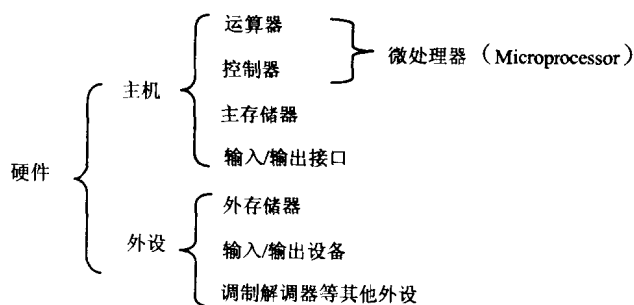 运算器
微处理器（Microprocessor）
控制器
主机
主存储器
输入/输出接口
硬件
外存储器
外设
输入/输出设备
调制解调器等其他外设